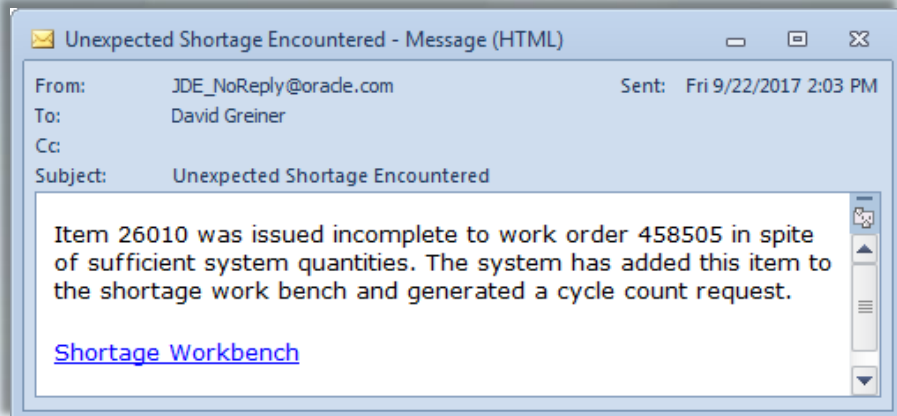 Unexpected Shortage Encountered - Message (HTML)
From: JDE_NoReply@oracle.com Sent: Fri 9/22/2017 2:03 PM
To: David Greiner
Cc:
Subject: Unexpected Shortage Encountered
Item 26010 was issued incomplete to work order 458505 in spite
of sufficient system quantities. The system has added this item to
the shortage work bench and generated a cycle count request.
Shortage Workbench